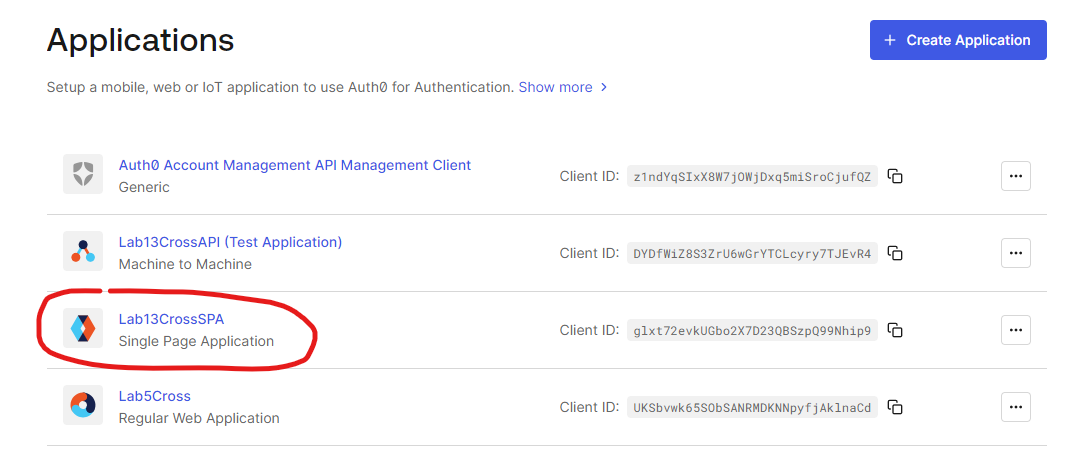 Applications
+ Create Application
Setup a mobile, web or IoT application to use Auth0 for Authentication. Show more >
Auth0 Account Management API Management Client
Generic
Client ID: z1ndYqSIxX8W7jOWjDxq5miSroCjufQZ
Lab13CrossAPI (Test Application)
Machine to Machine
Client ID: DYDfWiZ8S3ZrU6wGrYTCLcyry7TJEvR4
Lab13CrossSPA
Single Page Application
Client ID: glxt72evkUGbo2X7D23QBSzpQ99Nhip9
Lab5Cross
Regular Web Application
Client ID: UKSbvwk65SObSANRMDKNNpyfjAklnaCd